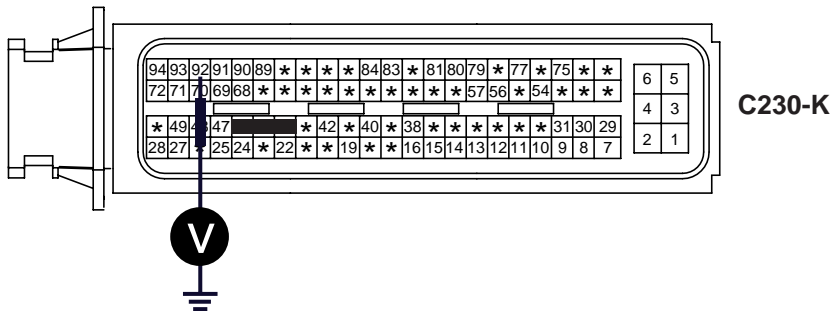 94 93 92 91 90 89 * * * * 84 83 * 81 80 79 * 77 * 75 * *
72 71 70 69 68 * * * * * * * * * * 57 56 * 54 * * *
* 49 48 47 * 42 * 40 * 38 * * * * * * 31 30 29
28 27 25 24 * 22 * * 19 * * 16 15 14 13 12 11 10 9 8 7
6 5
4 3
2 1
C230-K
V